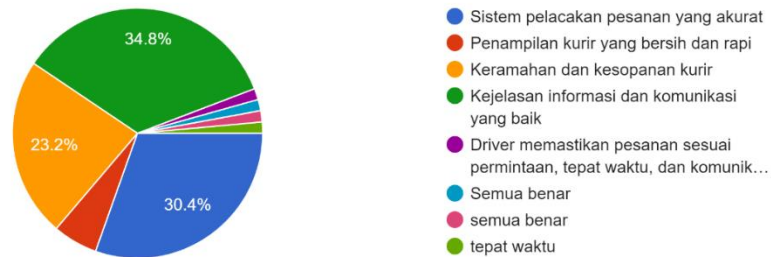 34.8%
23.2%
30.4%
Sistem pelacakan pesanan yang akurat
Penampilan kurir yang bersih dan rapi
Keramahan dan kesopanan kurir
Kejelasan informasi dan komunikasi
yang baik
Driver memastikan pesanan sesuai
permintaan, tepat waktu, dan komunik…
Semua benar
semua benar
tepat waktu